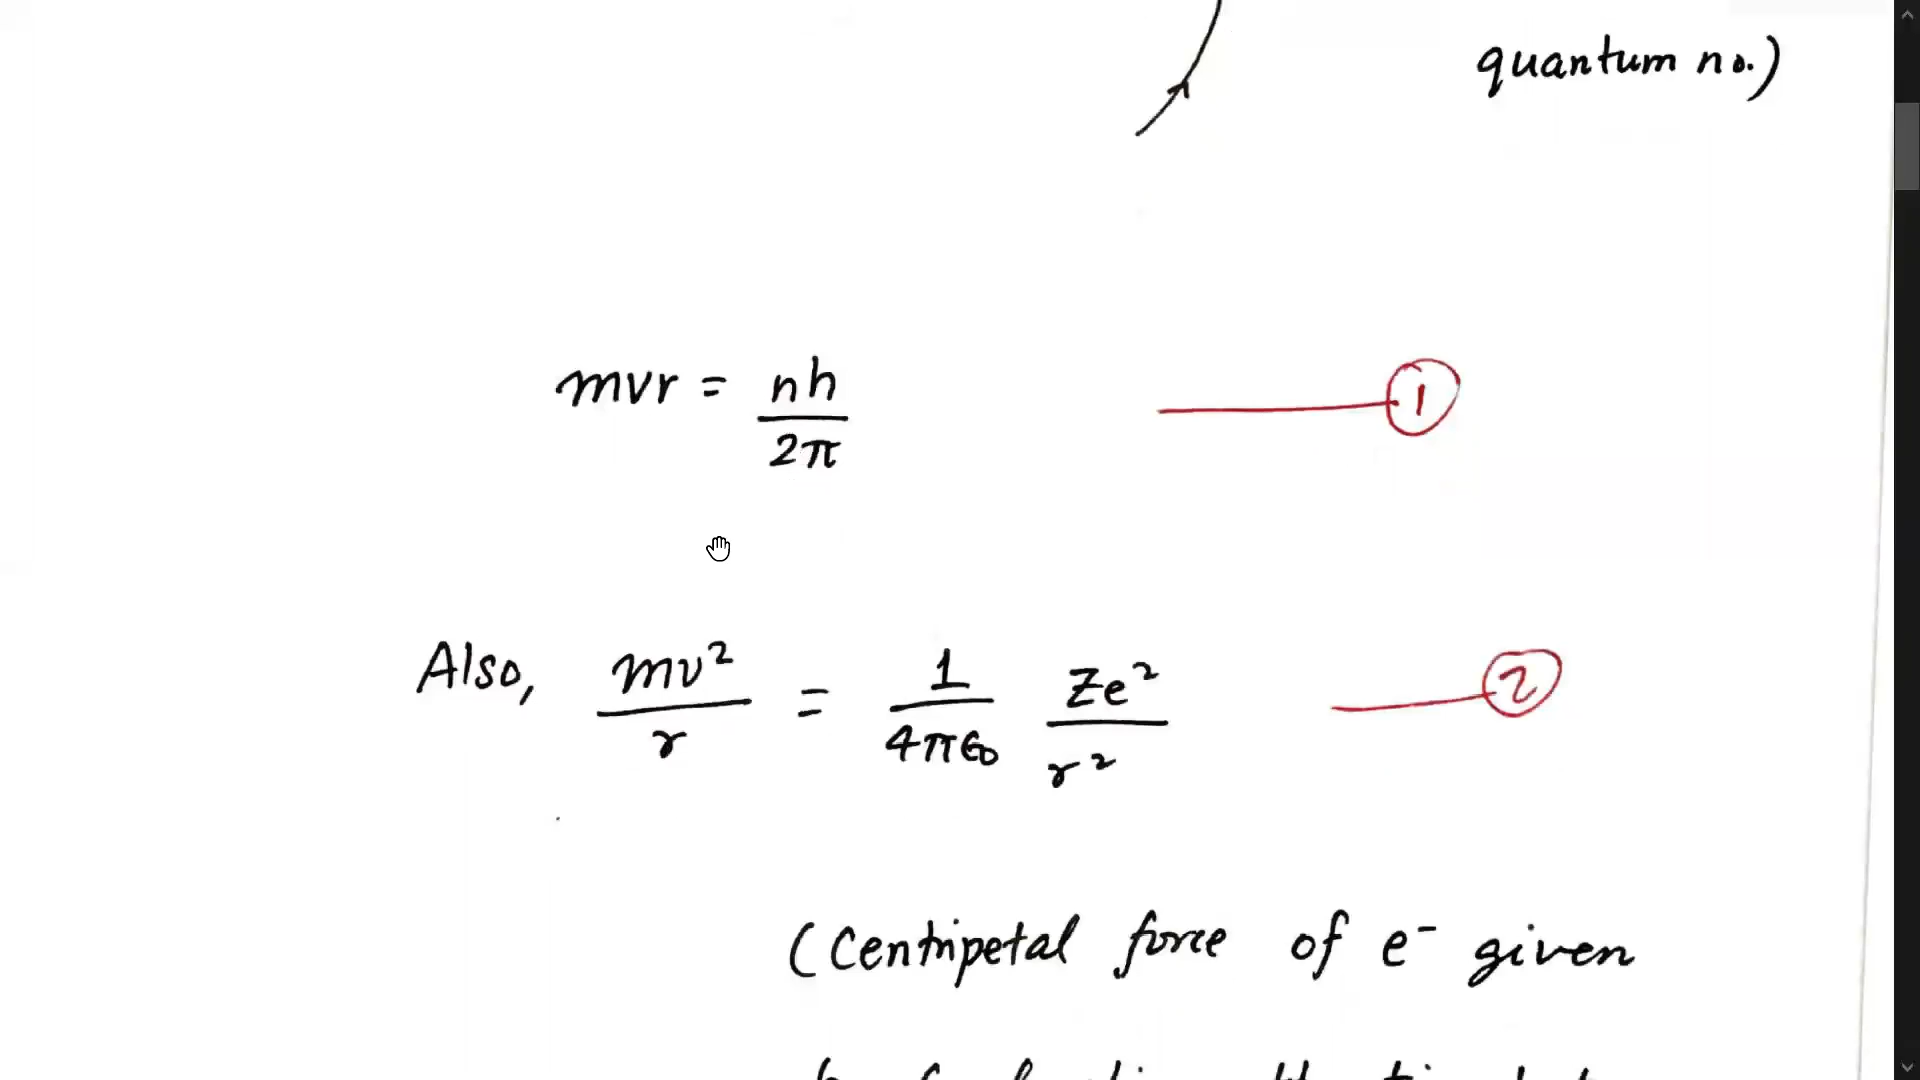 quantum no.)
mvr = nh / 2π ——— ①
Also, mv² / r = 1 / 4πϵ₀ Ze² / r² ——— ②
(Centripetal force of e⁻ given